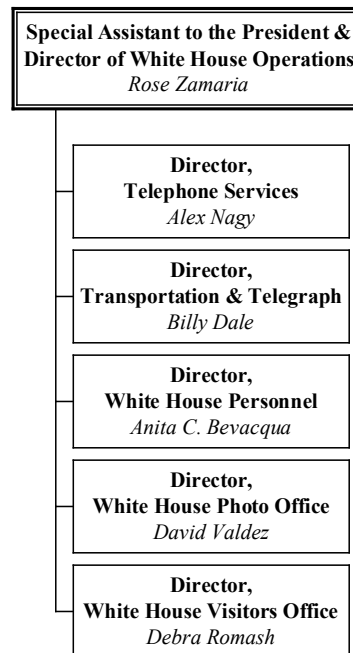 Special Assistant to the President &
Director of White House Operations
Rose Zamaria
Director,
Telephone Services
Alex Nagy
Director,
Transportation & Telegraph
Billy Dale
Director,
White House Personnel
Anita C. Bevacqua
Director,
White House Photo Office
David Valdez
Director,
White House Visitors Office
Debra Romash